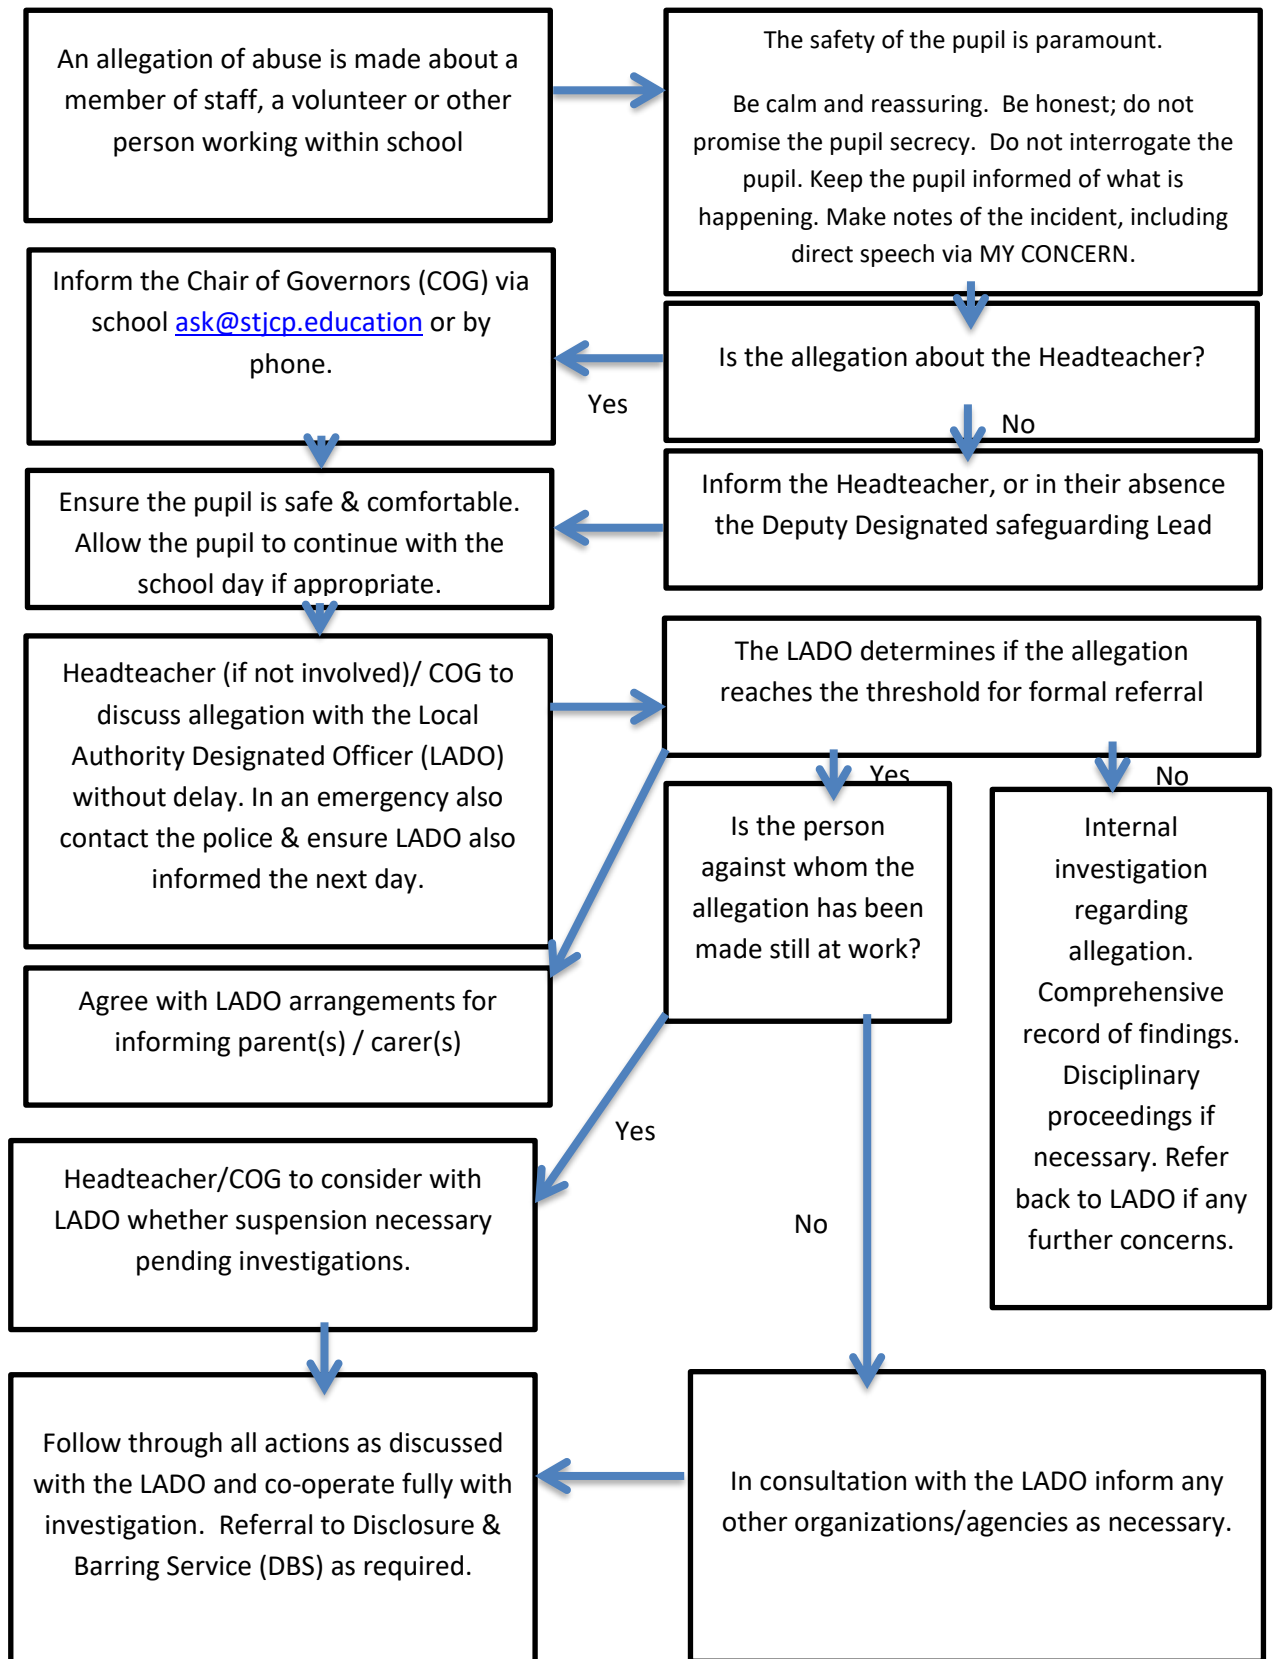 An allegation of abuse is made about a
member of staff, a volunteer or other
person working within school
The safety of the pupil is paramount.
Be calm and reassuring.  Be honest; do not
promise the pupil secrecy.  Do not interrogate the
pupil. Keep the pupil informed of what is
happening. Make notes of the incident, including
direct speech via MY CONCERN.
Inform the Chair of Governors (COG) via
school ask@stjcp.education or by
phone.
Is the allegation about the Headteacher?
Yes
No
Inform the Headteacher, or in their absence
the Deputy Designated safeguarding Lead
Ensure the pupil is safe & comfortable.
Allow the pupil to continue with the
school day if appropriate.
Headteacher (if not involved)/ COG to
discuss allegation with the Local
Authority Designated Officer (LADO)
without delay. In an emergency also
contact the police & ensure LADO also
informed the next day.
The LADO determines if the allegation
reaches the threshold for formal referral
Yes
No
Is the person
against whom the
allegation has been
made still at work?
Internal
investigation
regarding
allegation.
Comprehensive
record of findings.
Disciplinary
proceedings if
necessary. Refer
back to LADO if any
further concerns.
Agree with LADO arrangements for
informing parent(s) / carer(s)
Yes
No
Headteacher/COG to consider with
LADO whether suspension necessary
pending investigations.
Follow through all actions as discussed
with the LADO and co-operate fully with
investigation.  Referral to Disclosure &
Barring Service (DBS) as required.
In consultation with the LADO inform any
other organizations/agencies as necessary.